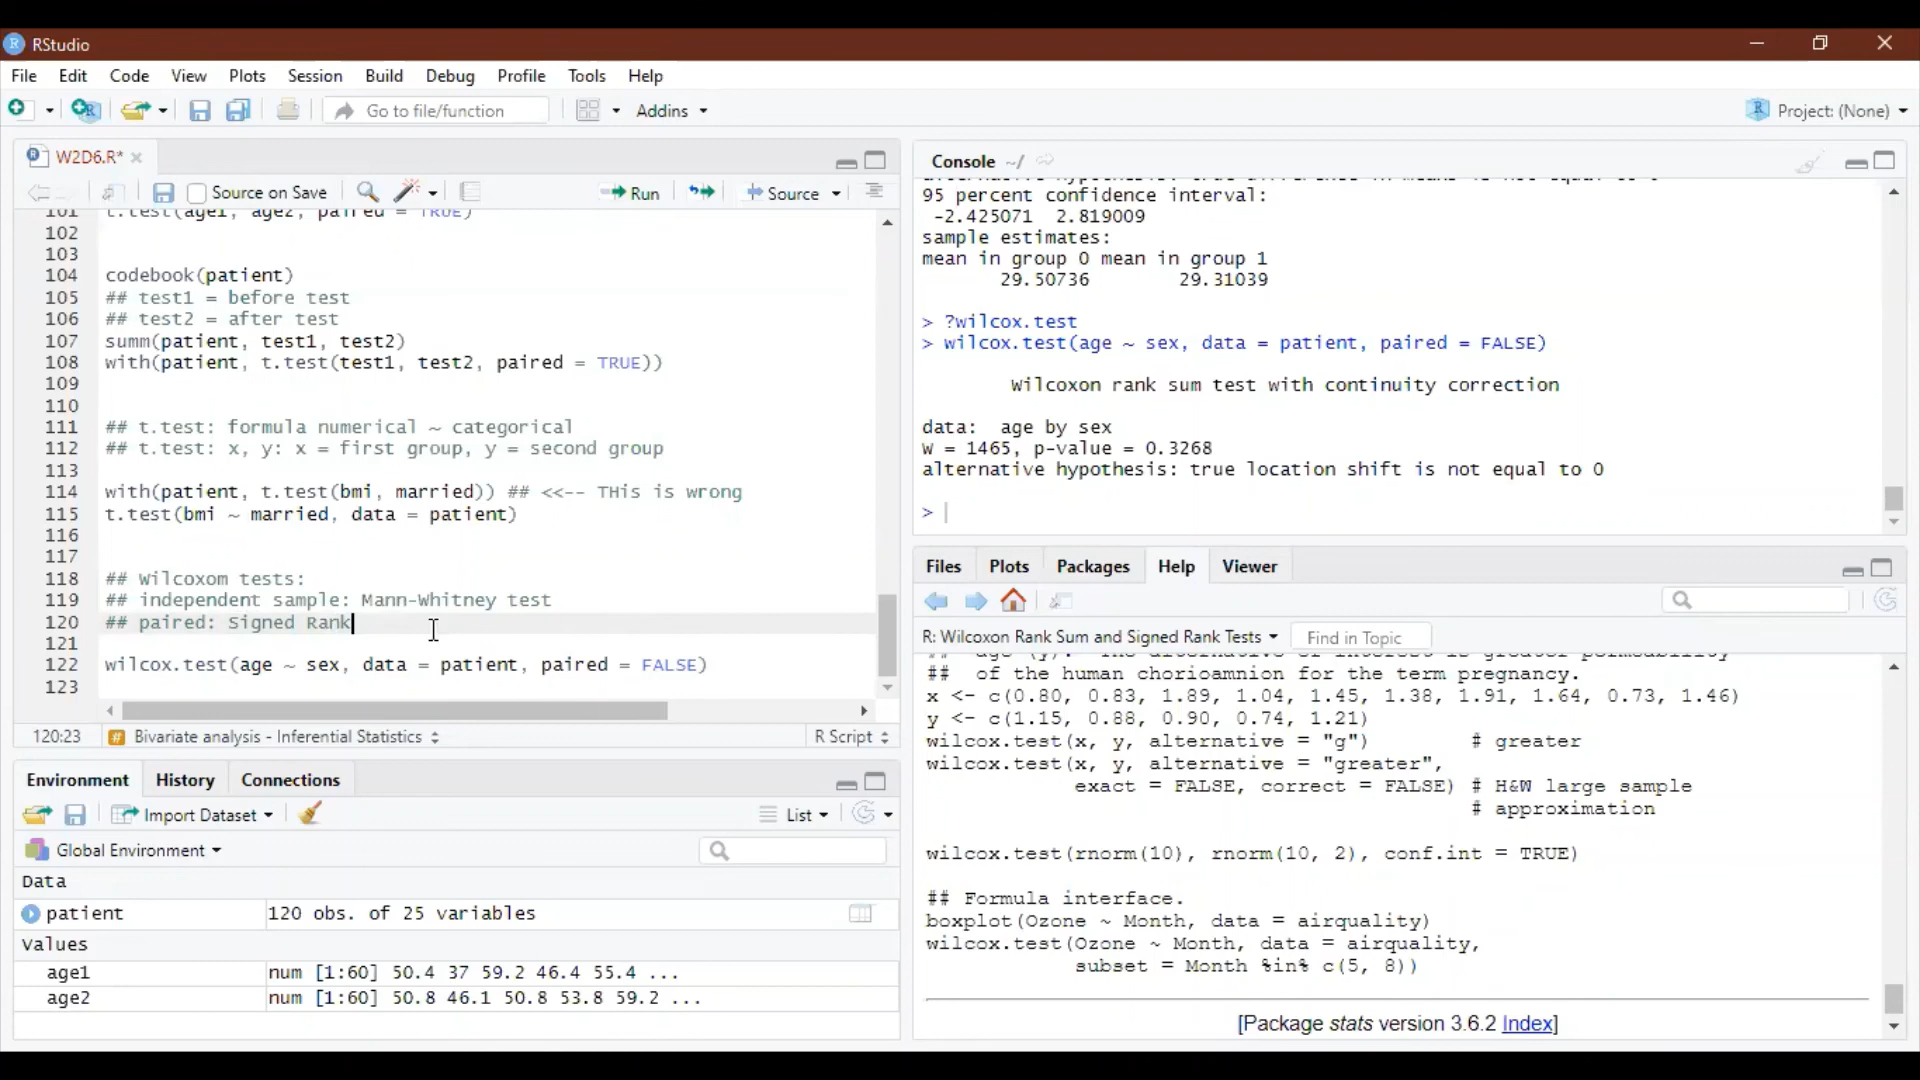 RStudio
File Edit Code View Plots Session Build Debug Profile Tools Help
Go to file/function Addins Project: (None)
W2D6.R*
Source on Save Run Source
101 t.test(age1, age2, paired = TRUE)
102
103
104 codebook(patient)
105 ## test1 = before test
106 ## test2 = after test
107 summ(patient, test1, test2)
108 with(patient, t.test(test1, test2, paired = TRUE))
109
110
111 ## t.test: formula numerical ~ categorical
112 ## t.test: x, y: x = first group, y = second group
113
114 with(patient, t.test(bmi, married)) ## <<-- THis is wrong
115 t.test(bmi ~ married, data = patient)
116
117
118 ## Wilcoxom tests:
119 ## independent sample: Mann-Whitney test
120 ## paired: Signed Rank
121
122 wilcox.test(age ~ sex, data = patient, paired = FALSE)
123
120:23 # Bivariate analysis - Inferential Statistics R Script
Environment History Connections
Import Dataset List
Global Environment
Data
patient 120 obs. of 25 variables
Values
age1 num [1:60] 50.4 37 59.2 46.4 55.4 ...
age2 num [1:60] 50.8 46.1 50.8 53.8 59.2 ...
Console ~/
95 percent confidence interval:
-2.425071 2.819009
sample estimates:
mean in group 0 mean in group 1
29.50736 29.31039
> ?wilcox.test
> wilcox.test(age ~ sex, data = patient, paired = FALSE)
Wilcoxon rank sum test with continuity correction
data: age by sex
W = 1465, p-value = 0.3268
alternative hypothesis: true location shift is not equal to 0
>
Files Plots Packages Help Viewer
R: Wilcoxon Rank Sum and Signed Rank Tests Find in Topic
## age (y). The alternative of interest is greater permeability
## of the human chorioamnion for the term pregnancy.
x <- c(0.80, 0.83, 1.89, 1.04, 1.45, 1.38, 1.91, 1.64, 0.73, 1.46)
y <- c(1.15, 0.88, 0.90, 0.74, 1.21)
wilcox.test(x, y, alternative = "g") # greater
wilcox.test(x, y, alternative = "greater",
exact = FALSE, correct = FALSE) # H&W large sample
# approximation
wilcox.test(rnorm(10), rnorm(10, 2), conf.int = TRUE)
## Formula interface.
boxplot(Ozone ~ Month, data = airquality)
wilcox.test(Ozone ~ Month, data = airquality,
subset = Month %in% c(5, 8))
[Package stats version 3.6.2 Index]